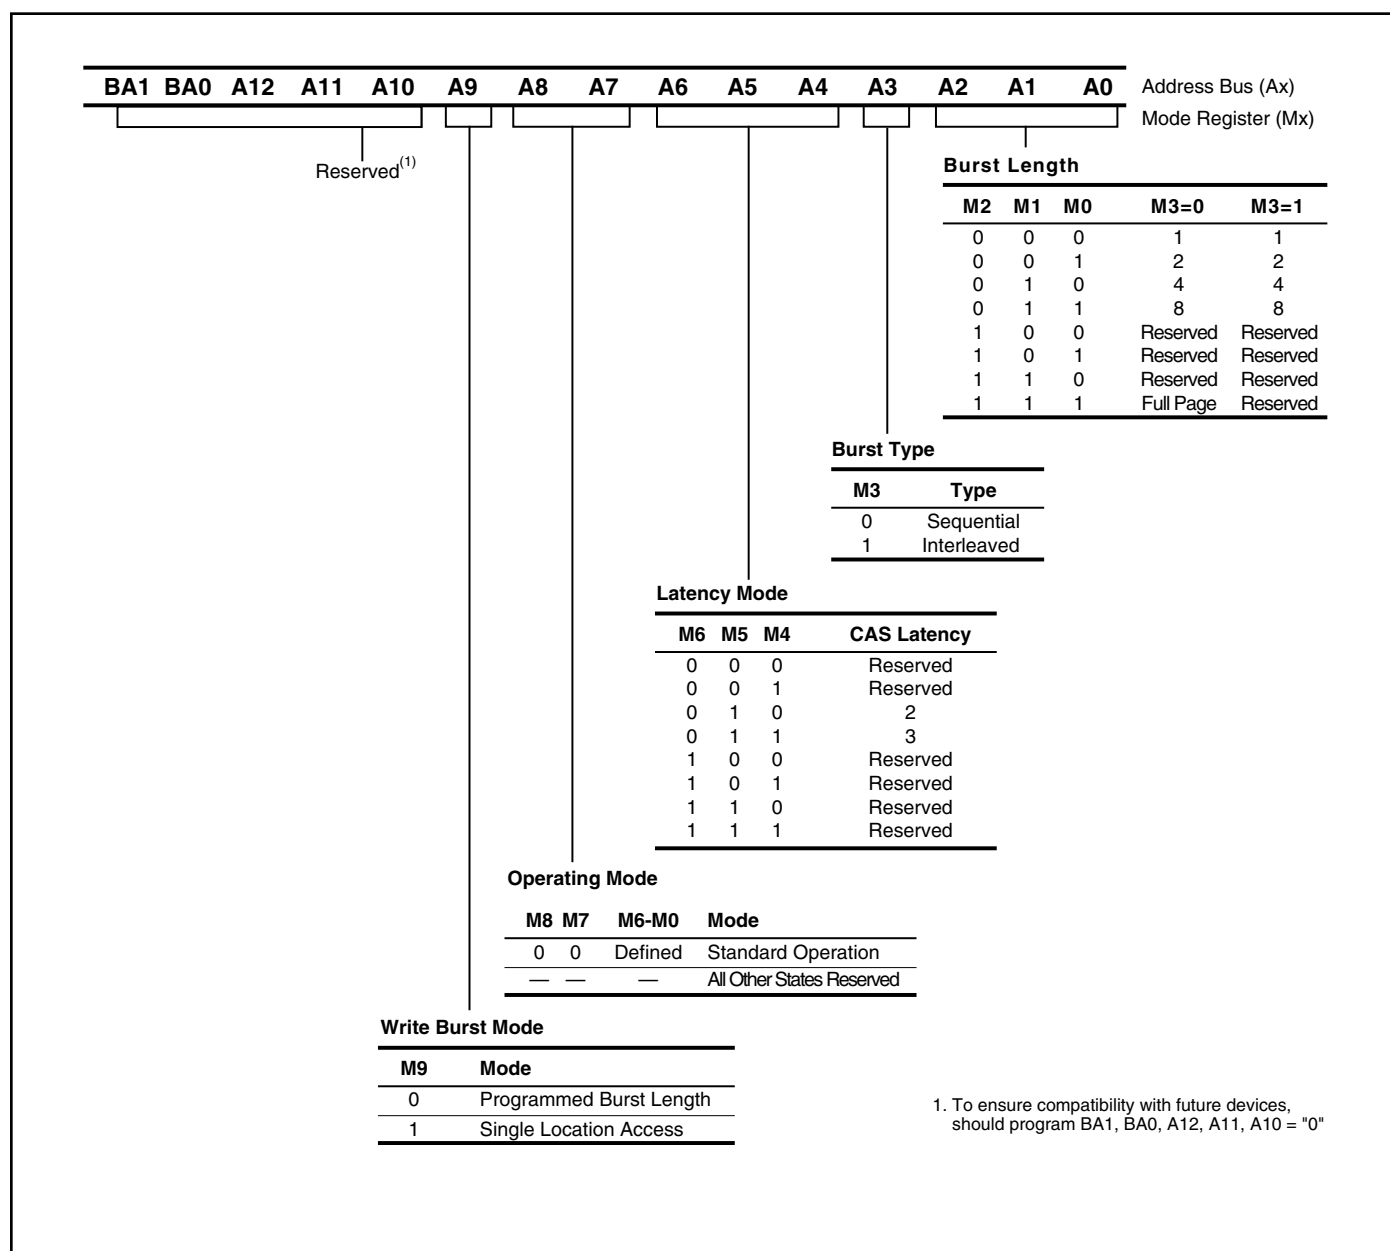 BA1 BA0 A12 A11 A10 A9 A8 A7 A6 A5 A4 A3 A2 A1 A0 Address Bus (Ax)
Mode Register (Mx)
Reserved(1)
Burst Length
M2 M1 M0 M3=0 M3=1
0 0 0 1 1
0 0 1 2 2
0 1 0 4 4
0 1 1 8 8
1 0 0 Reserved Reserved
1 0 1 Reserved Reserved
1 1 0 Reserved Reserved
1 1 1 Full Page Reserved
Burst Type
M3 Type
0 Sequential
1 Interleaved
Latency Mode
M6 M5 M4 CAS Latency
0 0 0 Reserved
0 0 1 Reserved
0 1 0 2
0 1 1 3
1 0 0 Reserved
1 0 1 Reserved
1 1 0 Reserved
1 1 1 Reserved
Operating Mode
M8 M7 M6-M0 Mode
0 0 Defined Standard Operation
— — — All Other States Reserved
Write Burst Mode
M9 Mode
0 Programmed Burst Length
1 Single Location Access
1. To ensure compatibility with future devices,
should program BA1, BA0, A12, A11, A10 = "0"